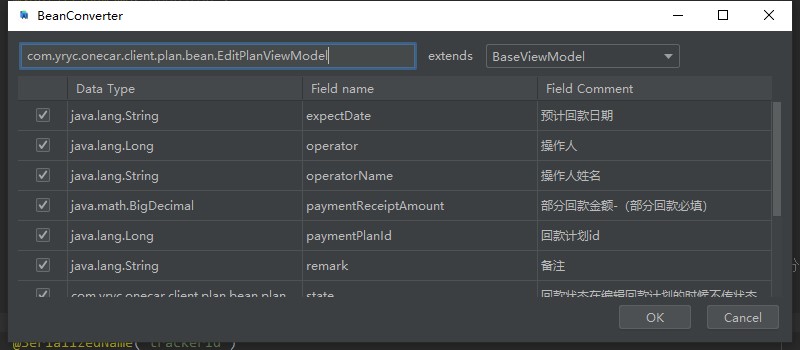 BeanConverter
com.yryc.onecar.client.plan.bean.EditPlanViewModel extends BaseViewModel
Data Type Field name Field Comment
java.lang.String expectDate 预计回款日期
java.lang.Long operator 操作人
java.lang.String operatorName 操作人姓名
java.math.BigDecimal paymentReceiptAmount 部分回款金额-（部分回款必填）
java.lang.Long paymentPlanId 回款计划id
java.lang.String remark 备注
com.yryc.onecar.client.plan.bean.plan... state 回款状态在编辑回款计划的时候不传状态
OK Cancel
@SerializedName("trackerId")